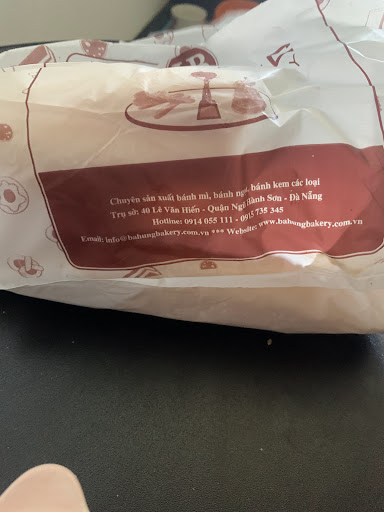 Chuyên sản xuất bánh mì, bánh ngọt, bánh kem các loại
Trụ sở: 40 Lê Văn Hiến - Quận Ngũ Hành Sơn - Đà Nẵng
Hotline: 0914 055 111 - 0915 735 345
Email: info@bahungbakery.com.vn *** Website: www.bahungbakery.com.vn